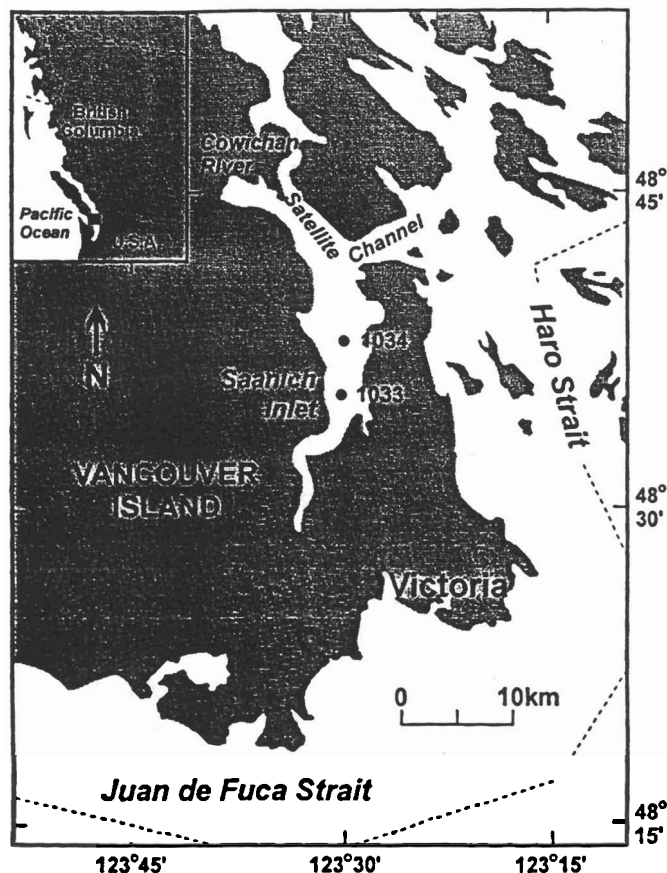 British
Columbia
Pacific
Ocean
U.S.A.
Cowichan
River
Satellite
Channel
48°
45'
Haro Strait
1034
N
Saanich
Inlet
1033
VANCOUVER
ISLAND
48°
30'
Victoria
0 10km
Juan de Fuca Strait
48°
15'
123°45' 123°30' 123°15'